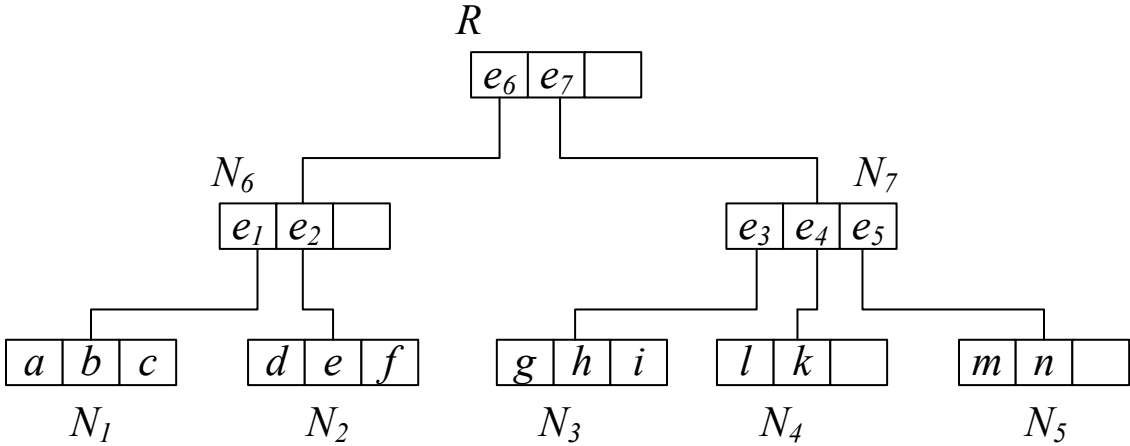 R
e₆ e₇
N₆ N₇
e₁ e₂ e₃ e₄ e₅
a b c d e f g h i l k m n
N₁ N₂ N₃ N₄ N₅